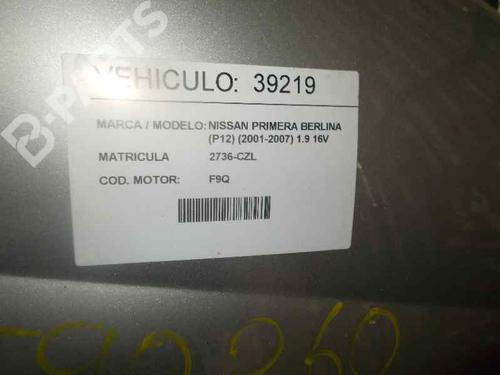 VEHICULO: 39219
MARCA / MODELO: NISSAN PRIMERA BERLINA
(P12) (2001-2007) 1.9 16V
MATRICULA 2736-CZL
COD. MOTOR: F9Q
B-PARTS